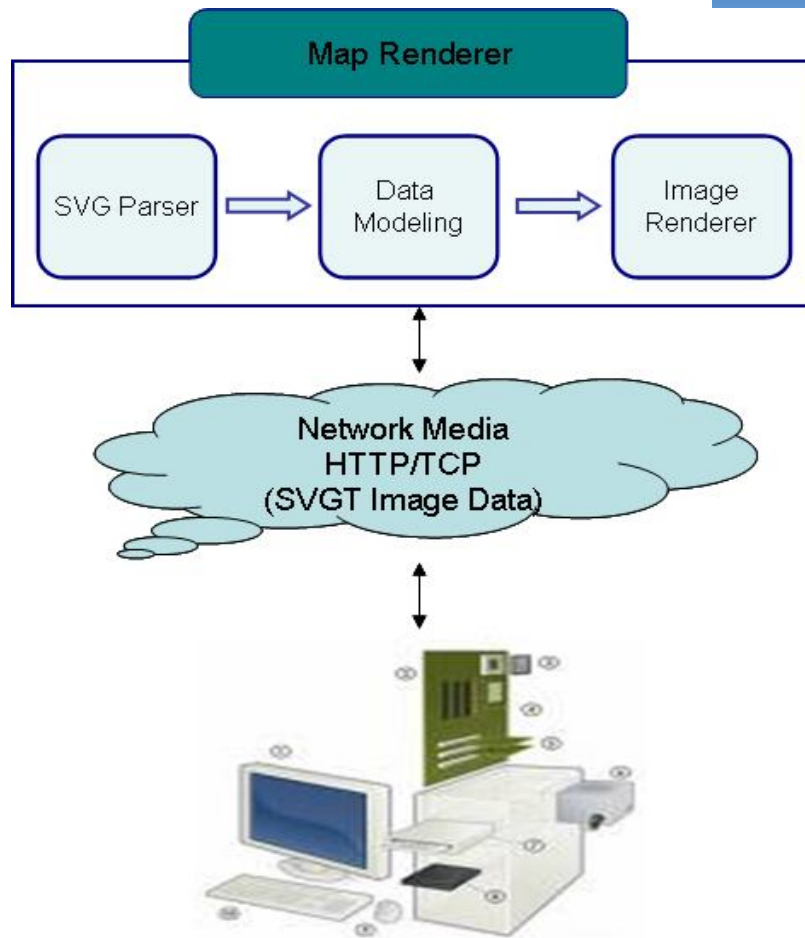 Map Renderer
SVG Parser
Data
Modeling
Image
Renderer
Network Media
HTTP/TCP
(SVGT Image Data)